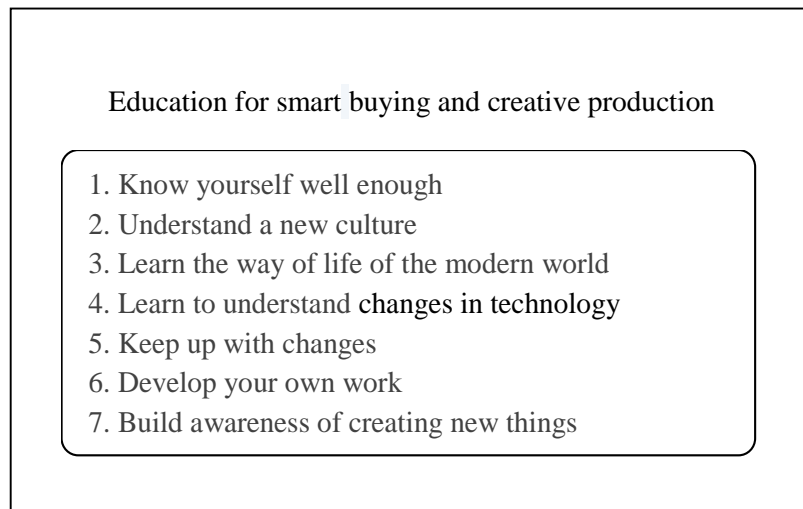 Education for smart buying and creative production
1. Know yourself well enough
2. Understand a new culture
3. Learn the way of life of the modern world
4. Learn to understand changes in technology
5. Keep up with changes
6. Develop your own work
7. Build awareness of creating new things